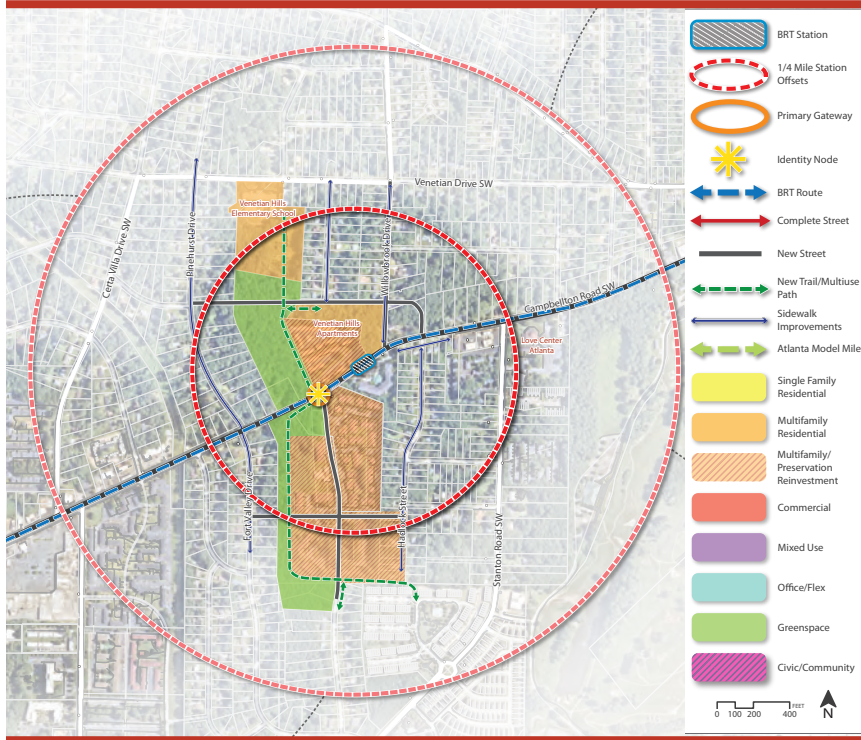 Venetian Drive SW
Venetian Hills
Elementary School
Certa Villa Drive SW
Pinehurst Drive
Willowbrook Drive
Campbellton Road SW
Venetian Hills
Apartments
Love Center
Atlanta
Fort Valley Drive
Hadlock Street
Stanton Road SW
BRT Station
1/4 Mile Station
Offsets
Primary Gateway
Identity Node
BRT Route
Complete Street
New Street
New Trail/Multiuse
Path
Sidewalk
Improvements
Atlanta Model Mile
Single Family
Residential
Multifamily
Residential
Multifamily/
Preservation
Reinvestment
Commercial
Mixed Use
Office/Flex
Greenspace
Civic/Community
FEET
0 100 200 400
N